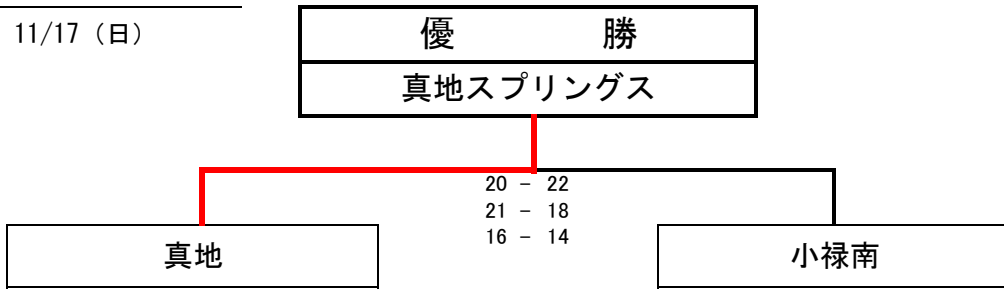 11/17（日）
優　　　勝
真地スプリングス
20 － 22
21 － 18
16 － 14
真地
小禄南